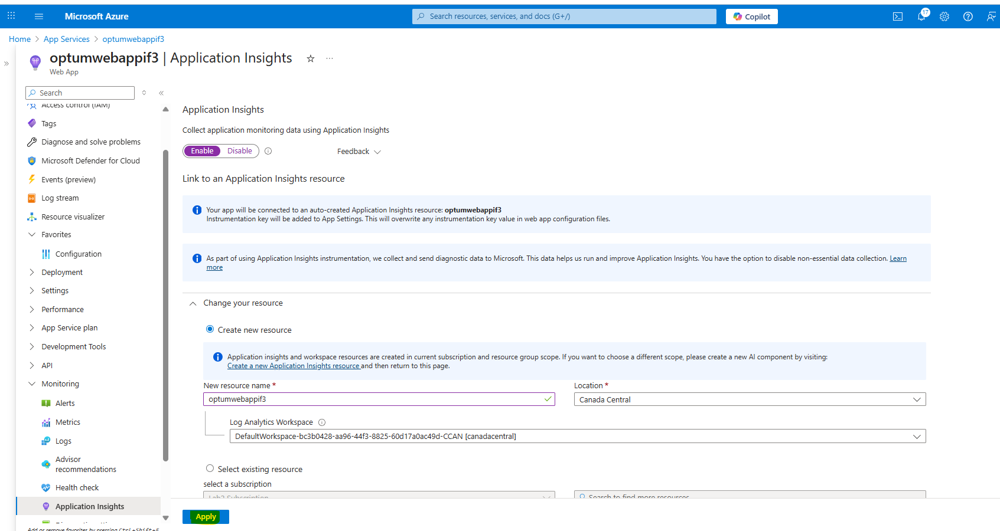 Microsoft Azure
Search resources, services, and docs (G+/)
Copilot
17
Home > App Services > optumwebappif3
optumwebappif3 | Application Insights
Web App
Search
Access control (IAM)
Tags
Diagnose and solve problems
Microsoft Defender for Cloud
Events (preview)
Log stream
Resource visualizer
Favorites
Configuration
Deployment
Settings
Performance
App Service plan
Development Tools
API
Monitoring
Alerts
Metrics
Logs
Advisor
recommendations
Health check
Application Insights
Add or remove favorites by pressing Ctrl+Shift+F
Application Insights
Collect application monitoring data using Application Insights
Enable Disable
Feedback
Link to an Application Insights resource
Your app will be connected to an auto-created Application Insights resource: optumwebappif3
Instrumentation key will be added to App Settings. This will overwrite any instrumentation key value in web app configuration files.
As part of using Application Insights instrumentation, we collect and send diagnostic data to Microsoft. This data helps us run and improve Application Insights. You have the option to disable non-essential data collection. Learn
more
Change your resource
Create new resource
Application insights and workspace resources are created in current subscription and resource group scope. If you want to choose a different scope, please create a new AI component by visiting:
Create a new Application Insights resource and then return to this page.
New resource name *
optumwebappif3
Location *
Canada Central
Log Analytics Workspace
DefaultWorkspace-bc3b0428-aa96-44f3-8825-60d17a0ac49d-CCAN [canadacentral]
Select existing resource
select a subscription
Lab3 Subscription
Search to find more resources
Apply